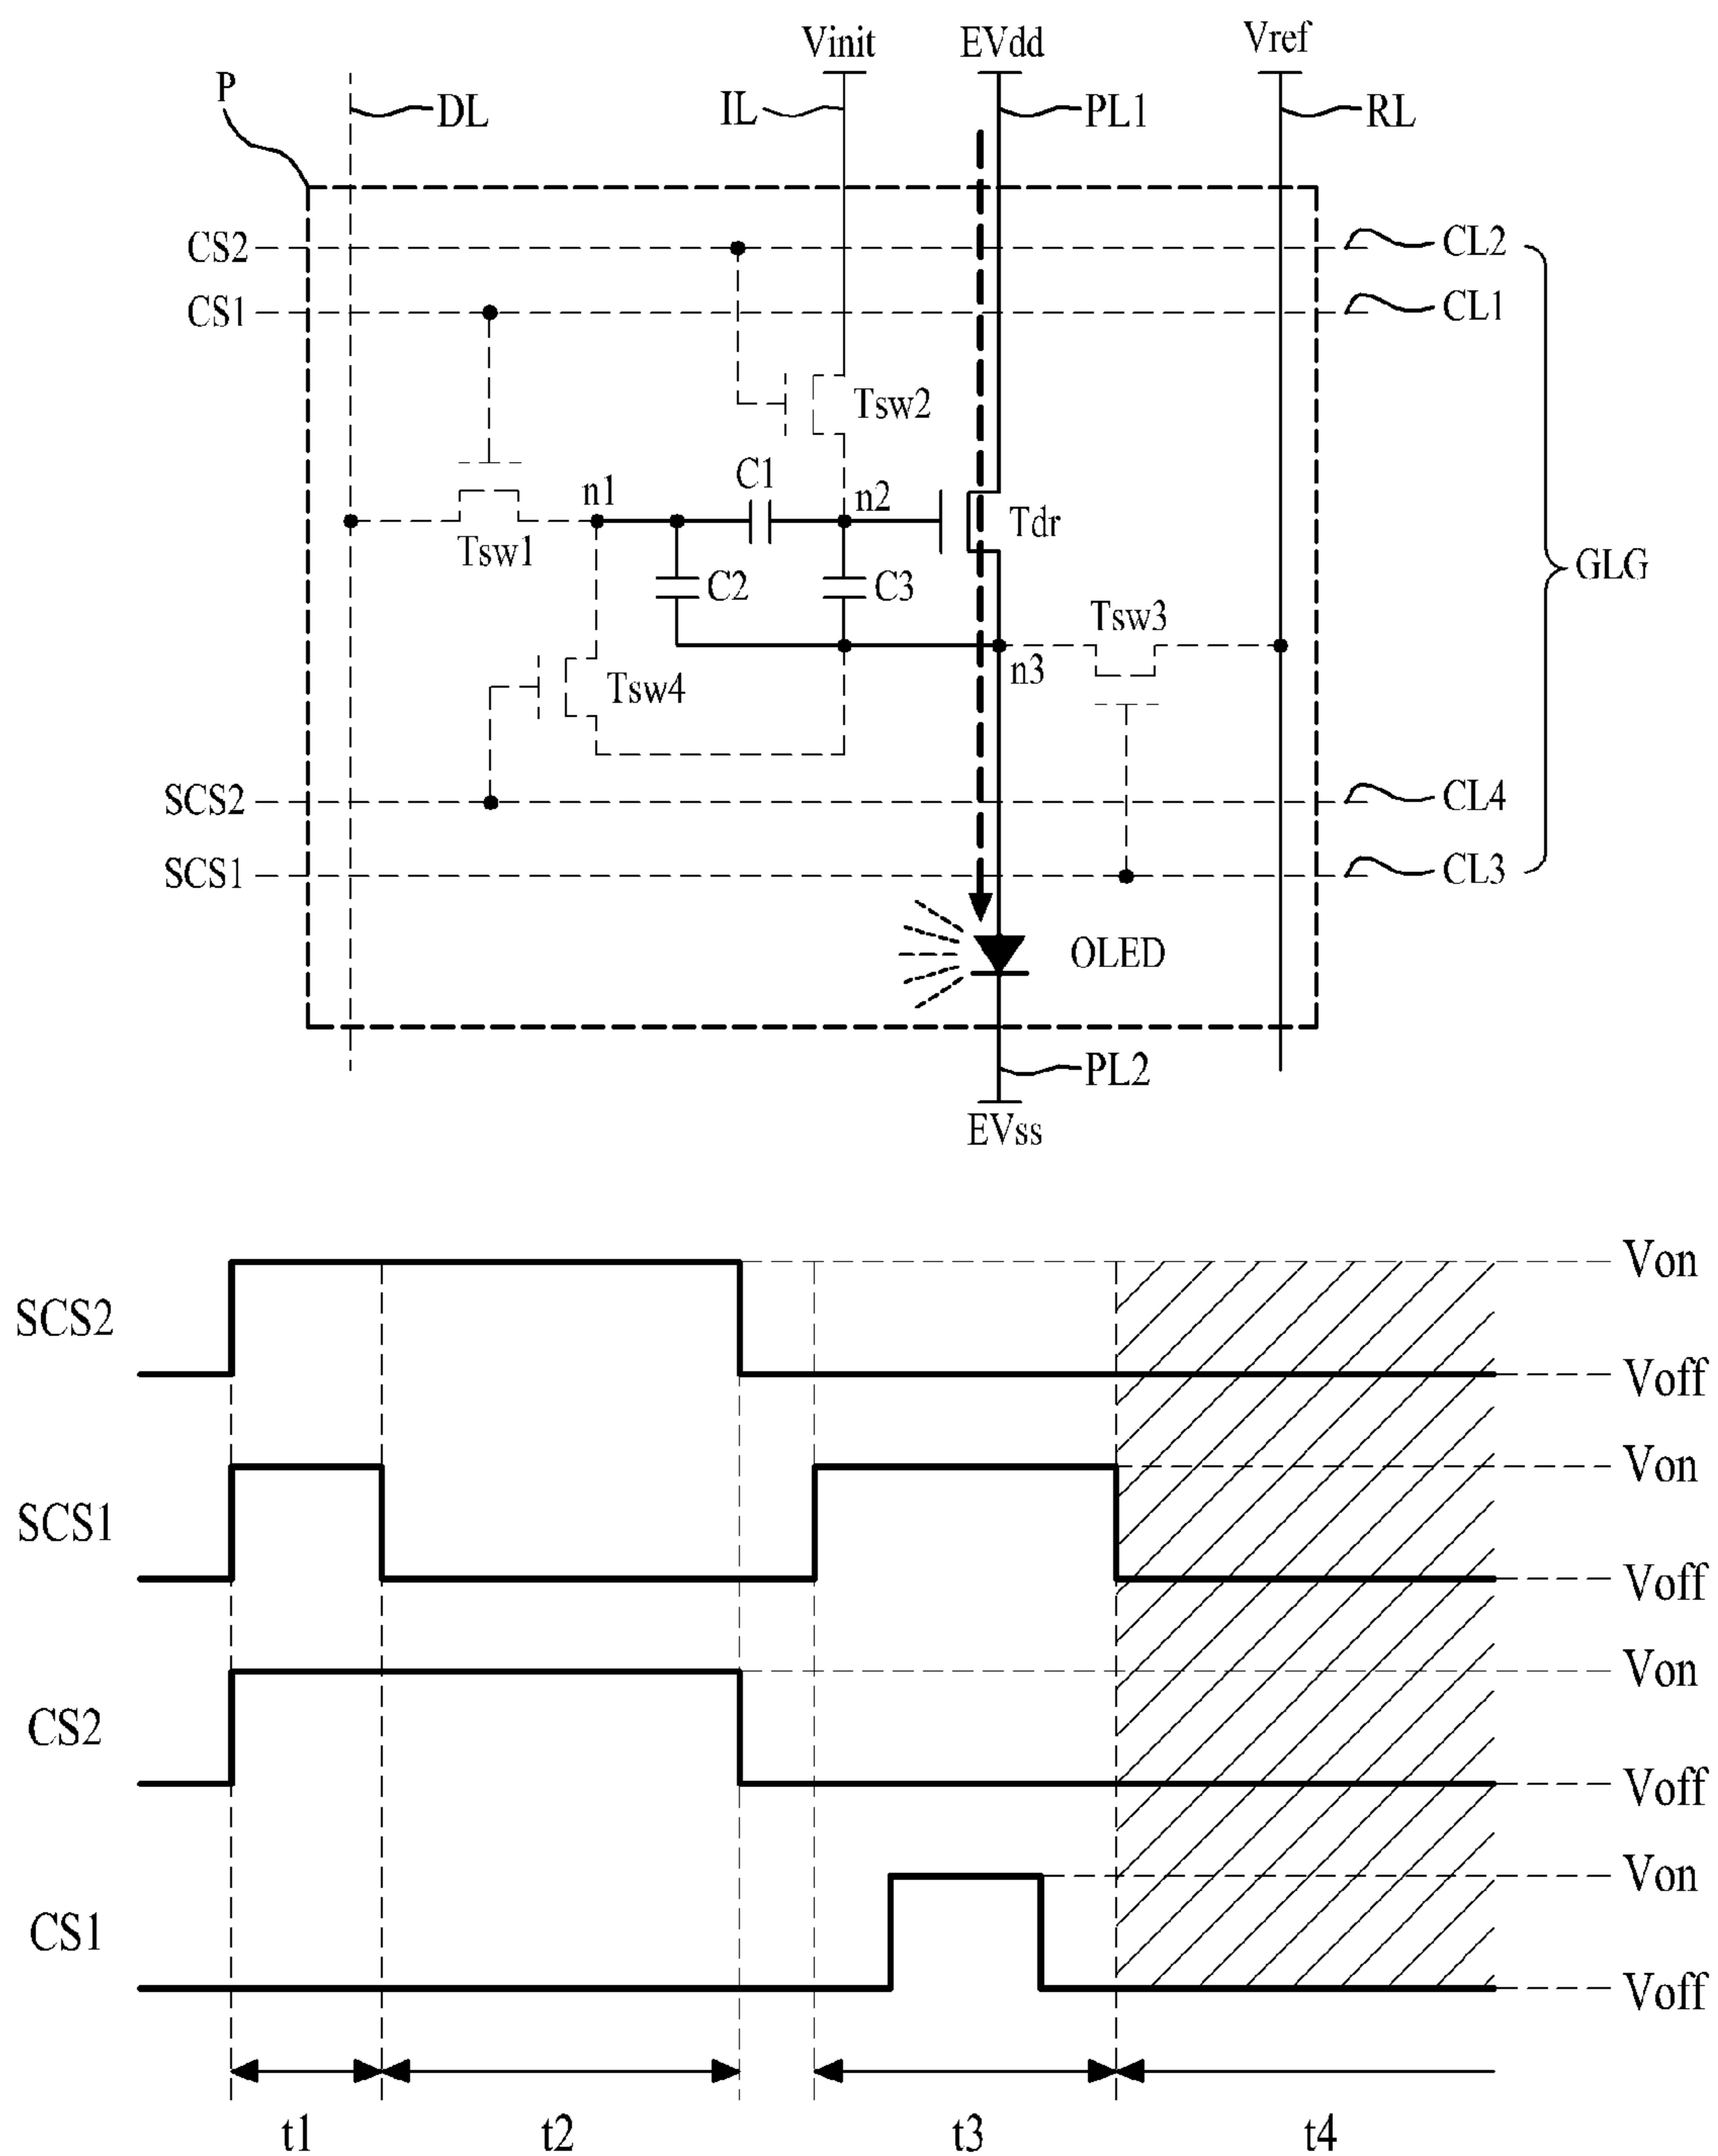 Vinit EVdd Vref
P DL IL PL1 RL
CS2 CL2
CS1 CL1
Tsw2
C1
n1 n2
Tdr
Tsw1
C2 C3 GLG
Tsw3
n3
Tsw4
SCS2 CL4
SCS1 CL3
OLED
PL2
EVss
Von
SCS2
Voff
Von
SCS1
Voff
Von
CS2
Voff
Von
CS1
Voff
t1 t2 t3 t4